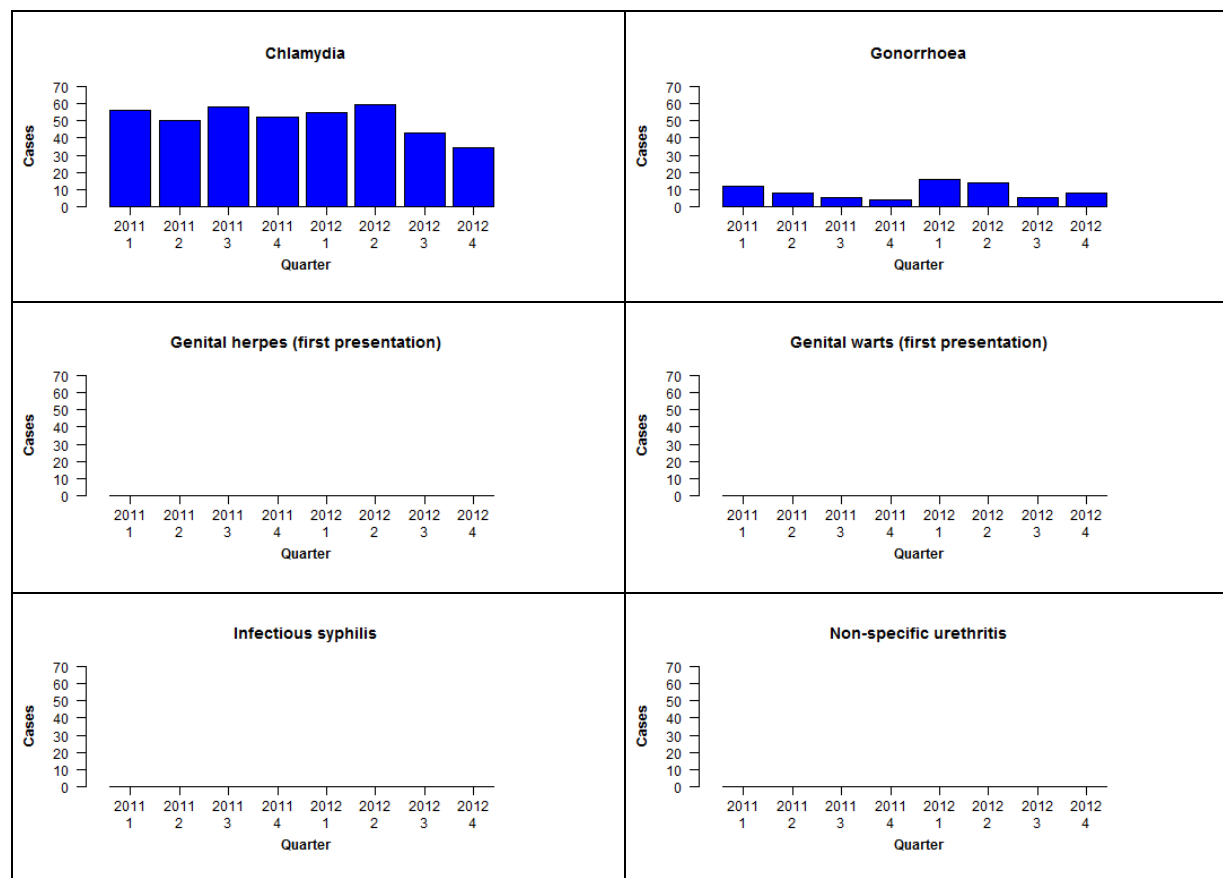 Chlamydia
70
60
50
40
30
20
10
0
Cases
2011 2011 2011 2011 2012 2012 2012 2012
1 2 3 4 1 2 3 4
Quarter
Gonorrhoea
70
60
50
40
30
20
10
0
Cases
2011 2011 2011 2011 2012 2012 2012 2012
1 2 3 4 1 2 3 4
Quarter
Genital herpes (first presentation)
70
60
50
40
30
20
10
0
Cases
2011 2011 2011 2011 2012 2012 2012 2012
1 2 3 4 1 2 3 4
Quarter
Genital warts (first presentation)
70
60
50
40
30
20
10
0
Cases
2011 2011 2011 2011 2012 2012 2012 2012
1 2 3 4 1 2 3 4
Quarter
Infectious syphilis
70
60
50
40
30
20
10
0
Cases
2011 2011 2011 2011 2012 2012 2012 2012
1 2 3 4 1 2 3 4
Quarter
Non-specific urethritis
70
60
50
40
30
20
10
0
Cases
2011 2011 2011 2011 2012 2012 2012 2012
1 2 3 4 1 2 3 4
Quarter